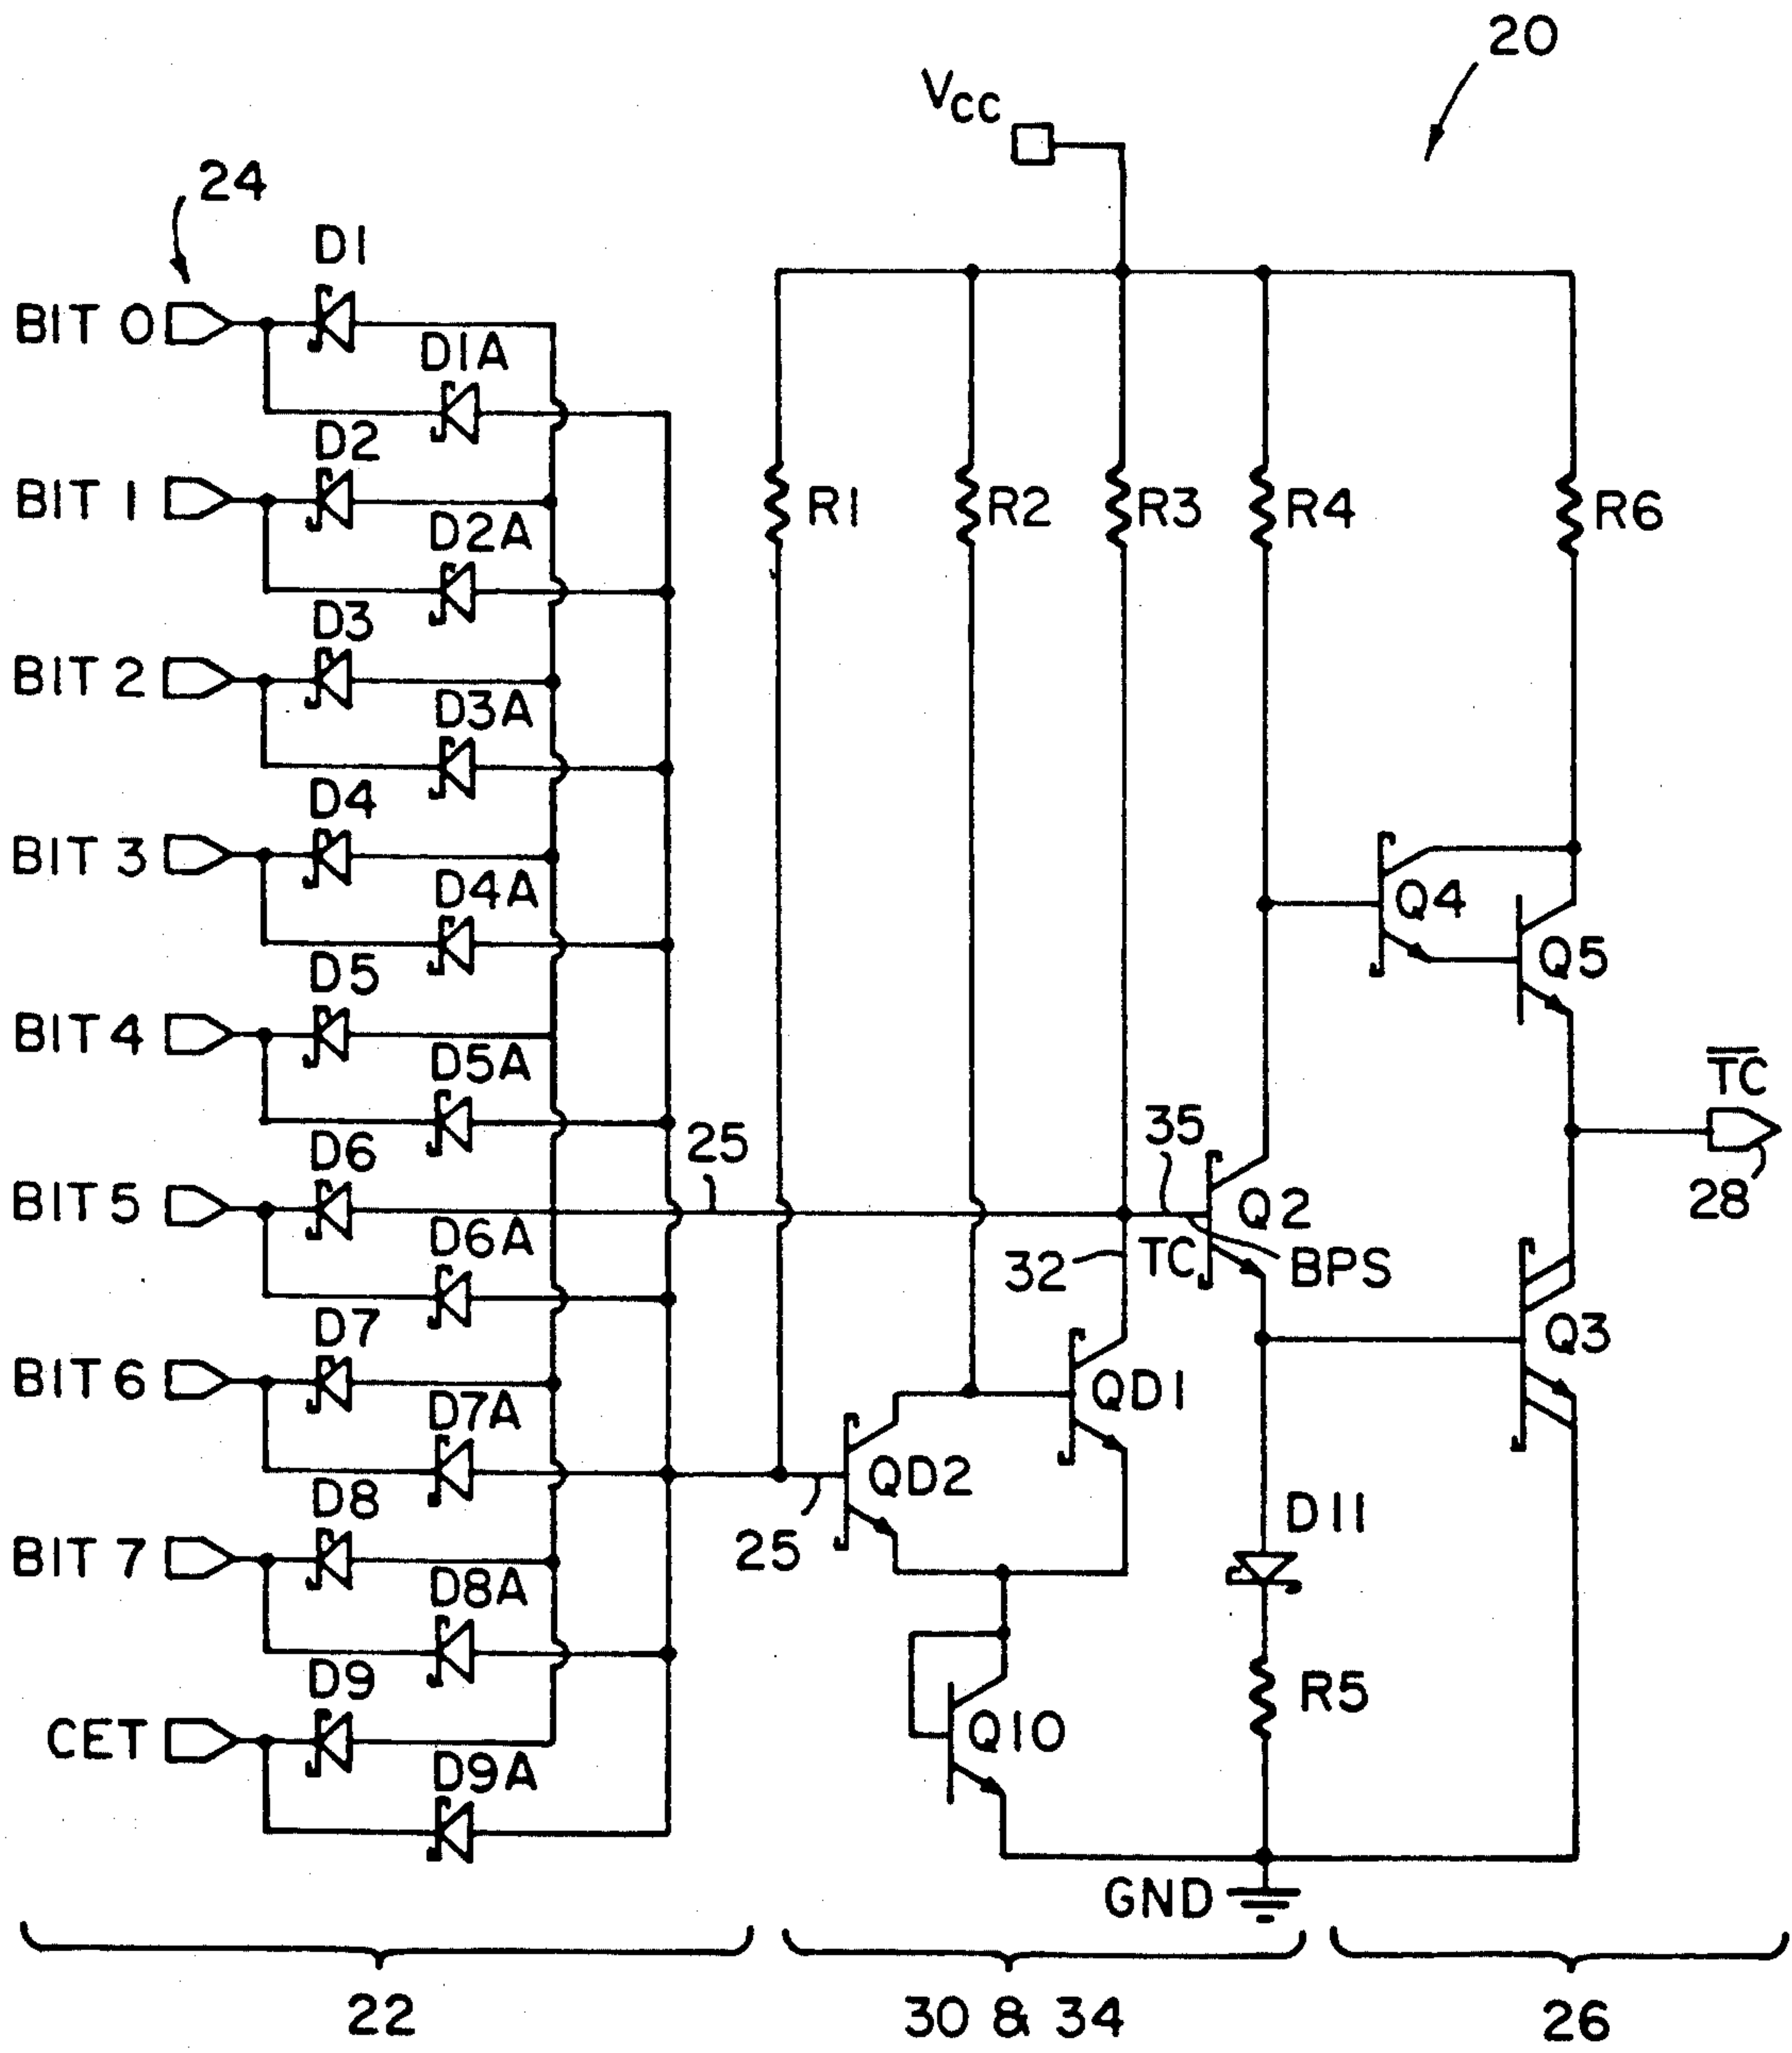 20
VCC
24
D1
BIT 0
D1A
D2
BIT 1
R1
R2
R3
R4
R6
D2A
D3
BIT 2
D3A
D4
BIT 3
D4A
Q4
D5
Q5
BIT 4
D5A
TC
D6
25
35
BIT 5
Q2
28
D6A
32
TC
BPS
D7
Q3
BIT 6
QD1
D7A
QD2
D8
D11
BIT 7
25
D8A
D9
R5
CET
Q10
D9A
GND
22
30 & 34
26